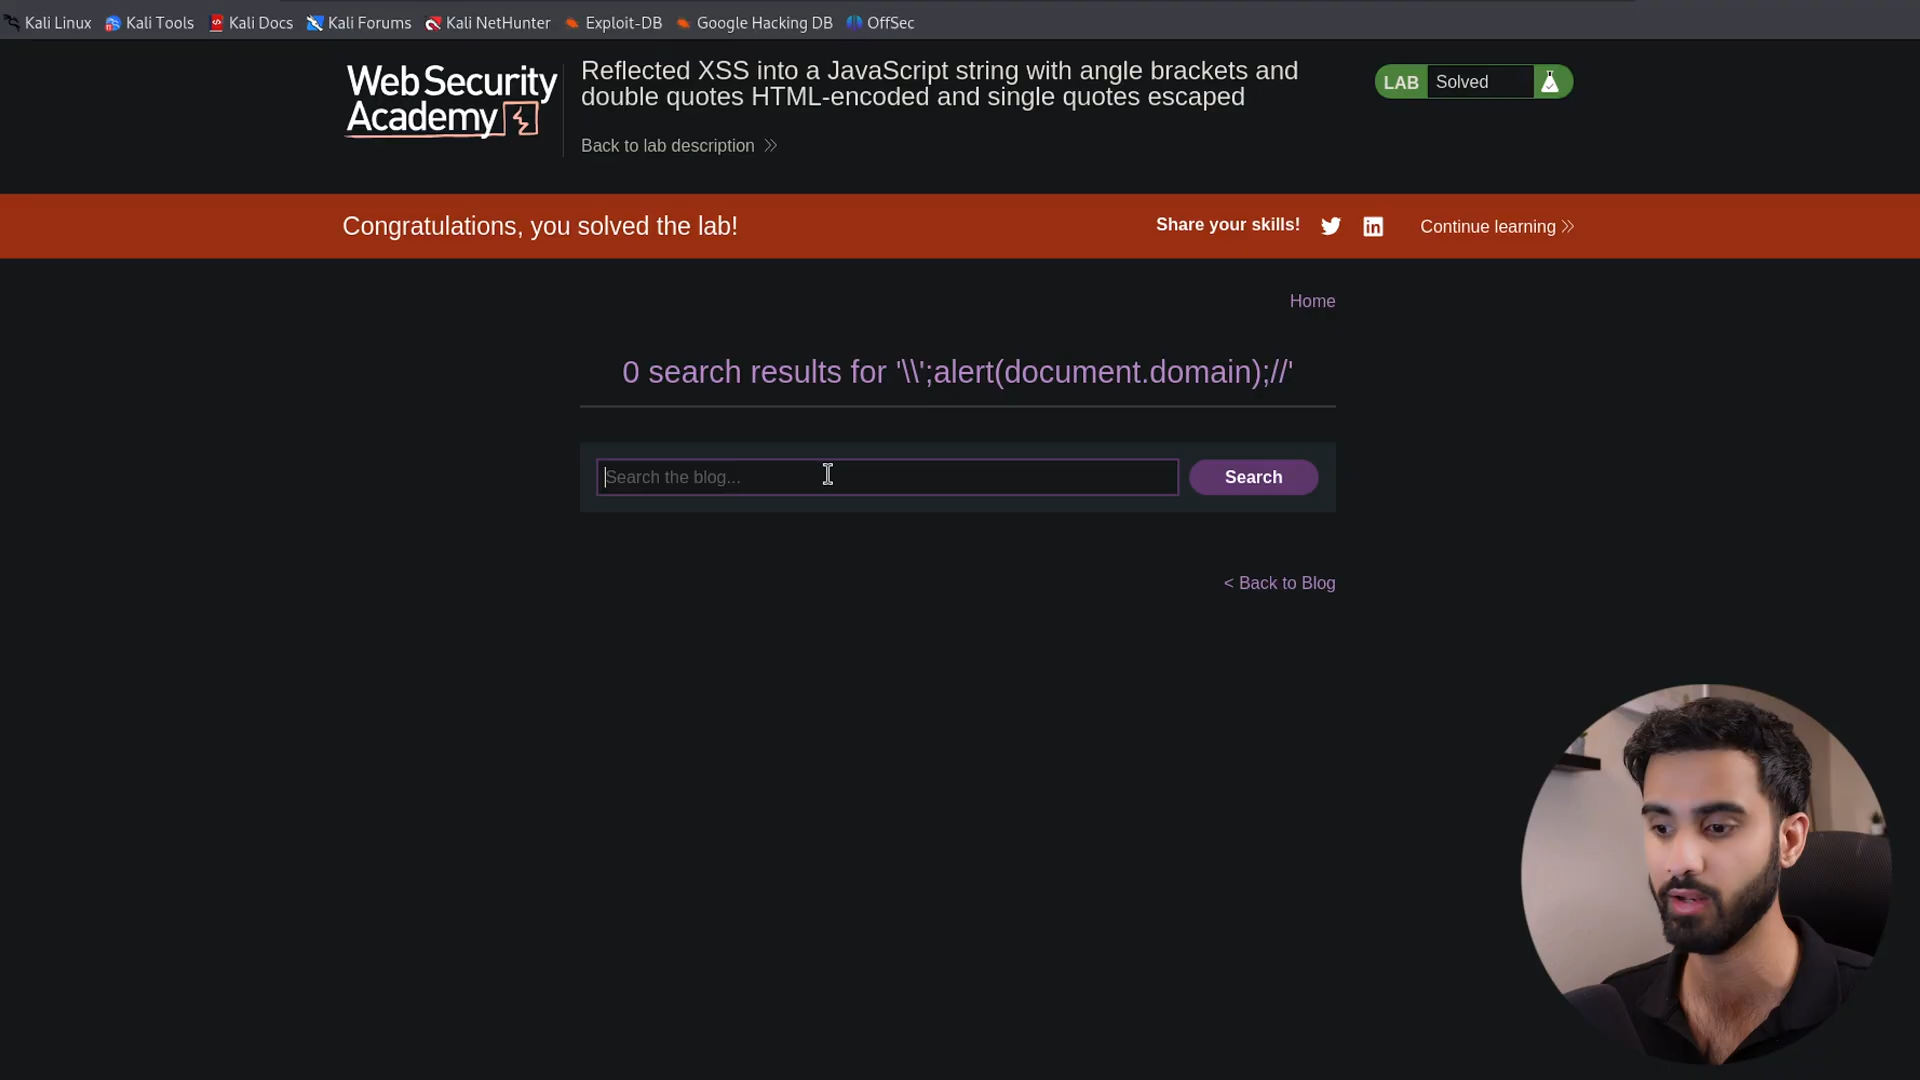 Kali Linux Kali Tools Kali Docs Kali Forums Kali NetHunter Exploit-DB Google Hacking DB OffSec
Web Security
Academy
Reflected XSS into a JavaScript string with angle brackets and
double quotes HTML-encoded and single quotes escaped
LAB Solved
Back to lab description
Congratulations, you solved the lab!
Share your skills!
Continue learning
Home
0 search results for '\\';alert(document.domain);//'
Search the blog...
Search
< Back to Blog